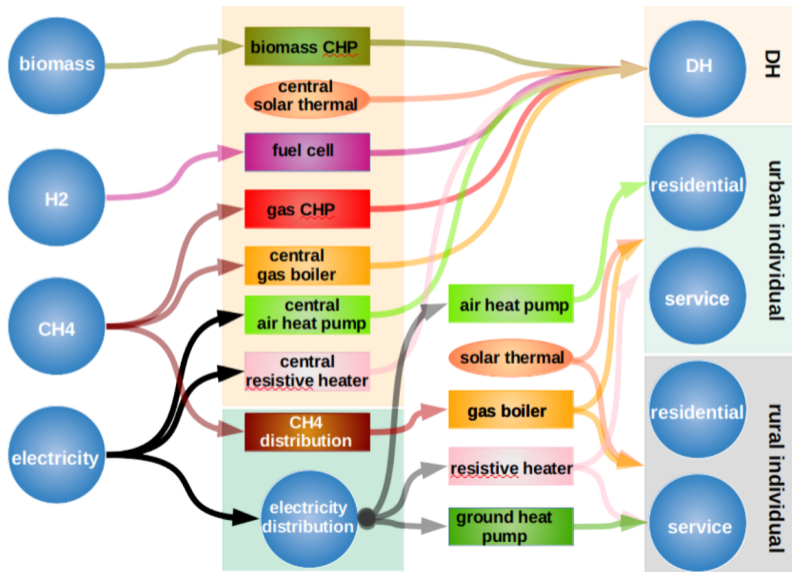 biomass
H2
CH4
electricity
biomass CHP
central
solar thermal
fuel cell
gas CHP
central
gas boiler
central
air heat pump
central
resistive heater
CH4
distribution
electricity
distribution
air heat pump
solar thermal
gas boiler
resistive heater
ground heat
pump
DH
DH
residential
service
urban individual
residential
service
rural individual